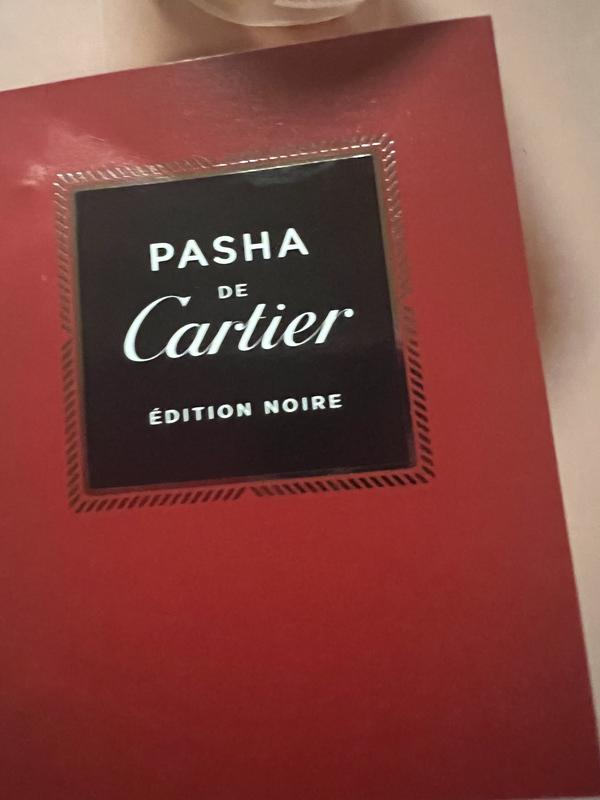 PASHA
DE
Cartier
ÉDITION NOIRE